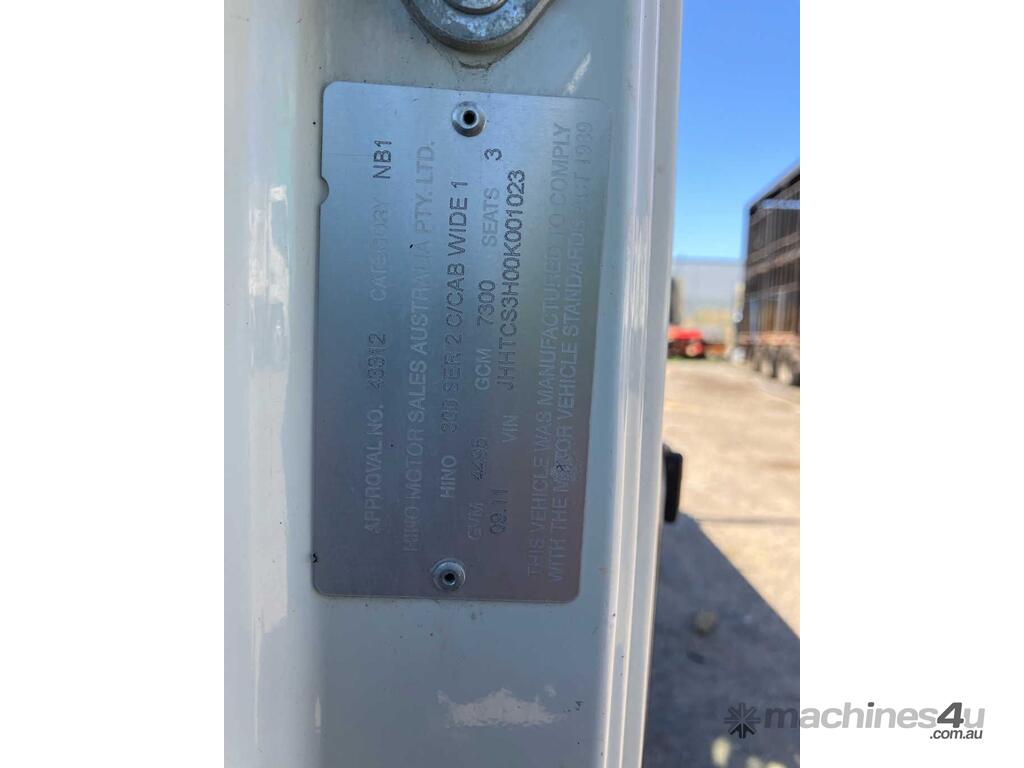 APPROVAL NO. 43312 CATEGORY NB1
HINO MOTOR SALES AUSTRALIA PTY. LTD.
HINO 300 SER 2 C/CAB WIDE 1
GVM 4495 GCM 7300 SEATS 3
09.11 VIN JHHTCS3H00K001023
THIS VEHICLE WAS MANUFACTURED TO COMPLY
WITH THE MOTOR VEHICLE STANDARDS ACT 1989
machines4u
.com.au